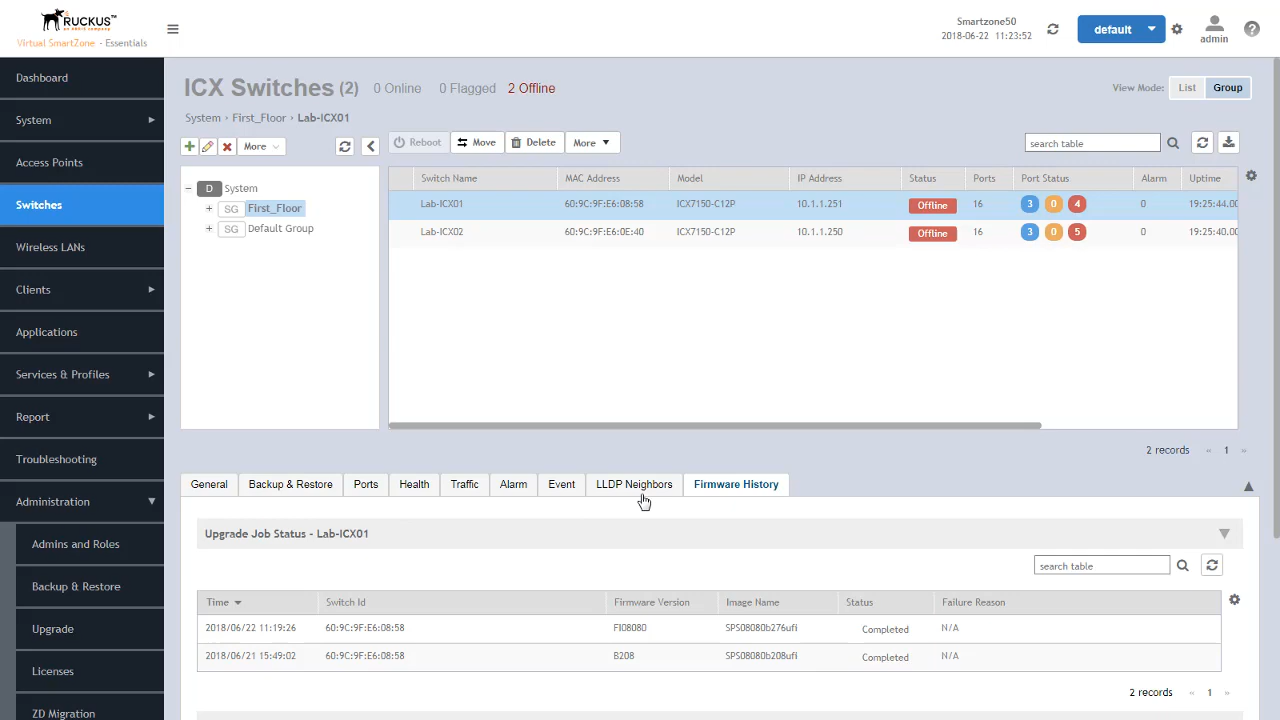 RUCKUS™
Virtual SmartZone - Essentials
Smartzone50
2018-06-22 11:23:52
default
admin
Dashboard
System
Access Points
Switches
Wireless LANs
Clients
Applications
Services & Profiles
Report
Troubleshooting
Administration
Admins and Roles
Backup & Restore
Upgrade
Licenses
ZD Migration
ICX Switches (2) 0 Online 0 Flagged 2 Offline
View Mode: List Group
System › First_Floor › Lab-ICX01
More
Reboot Move Delete More
search table
D System
SG First_Floor
SG Default Group
Switch Name MAC Address Model IP Address Status Ports Port Status Alarm Uptime
Lab-ICX01 60:9C:9F:E6:08:58 ICX7150-C12P 10.1.1.251 Offline 16 3 0 4 0 19:25:44.00
Lab-ICX02 60:9C:9F:E6:0E:40 ICX7150-C12P 10.1.1.250 Offline 16 3 0 5 0 19:25:40.00
2 records « 1 »
General Backup & Restore Ports Health Traffic Alarm Event LLDP Neighbors Firmware History
Upgrade Job Status - Lab-ICX01
search table
Time Switch Id Firmware Version Image Name Status Failure Reason
2018/06/22 11:19:26 60:9C:9F:E6:08:58 FI08080 SPS08080b276ufi Completed N/A
2018/06/21 15:49:02 60:9C:9F:E6:08:58 B208 SPS08080b208ufi Completed N/A
2 records « 1 »